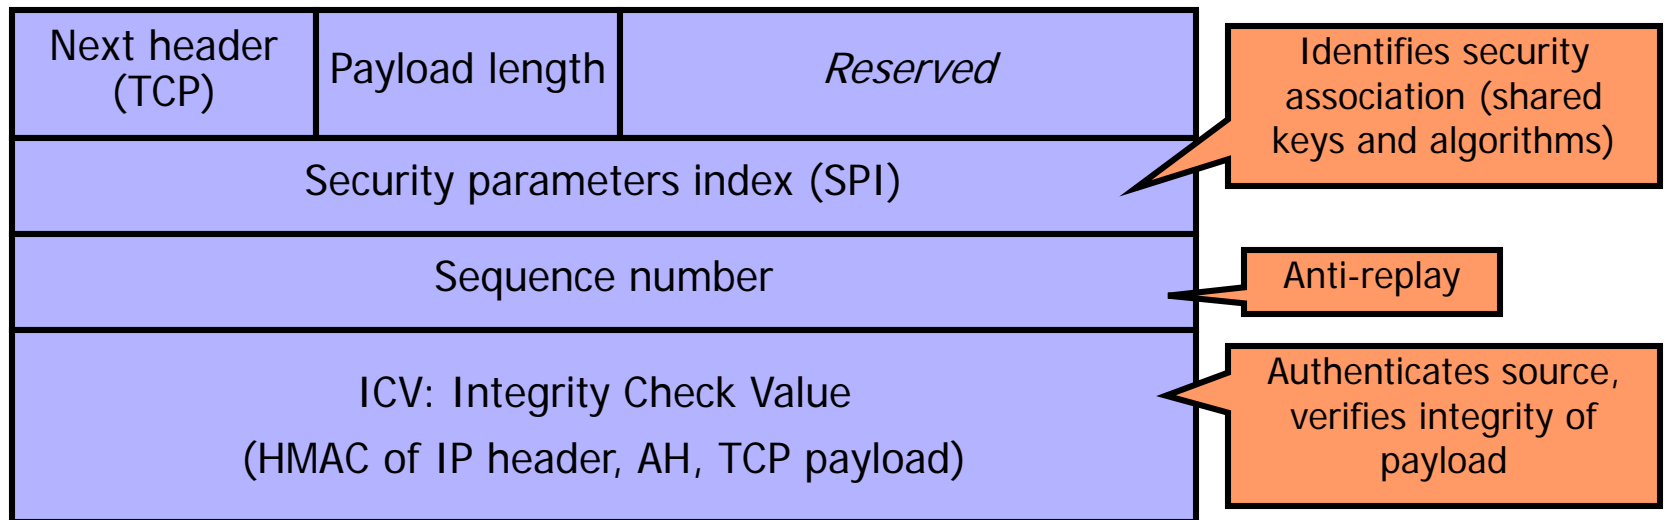 Next header
(TCP)
Payload length
Reserved
Identifies security
association (shared
keys and algorithms)
Security parameters index (SPI)
Sequence number
Anti-replay
ICV: Integrity Check Value
(HMAC of IP header, AH, TCP payload)
Authenticates source,
verifies integrity of
payload